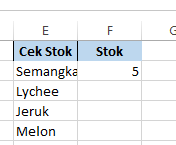 E F G
Cek Stok Stok
Semangka 5
Lychee
Jeruk
Melon